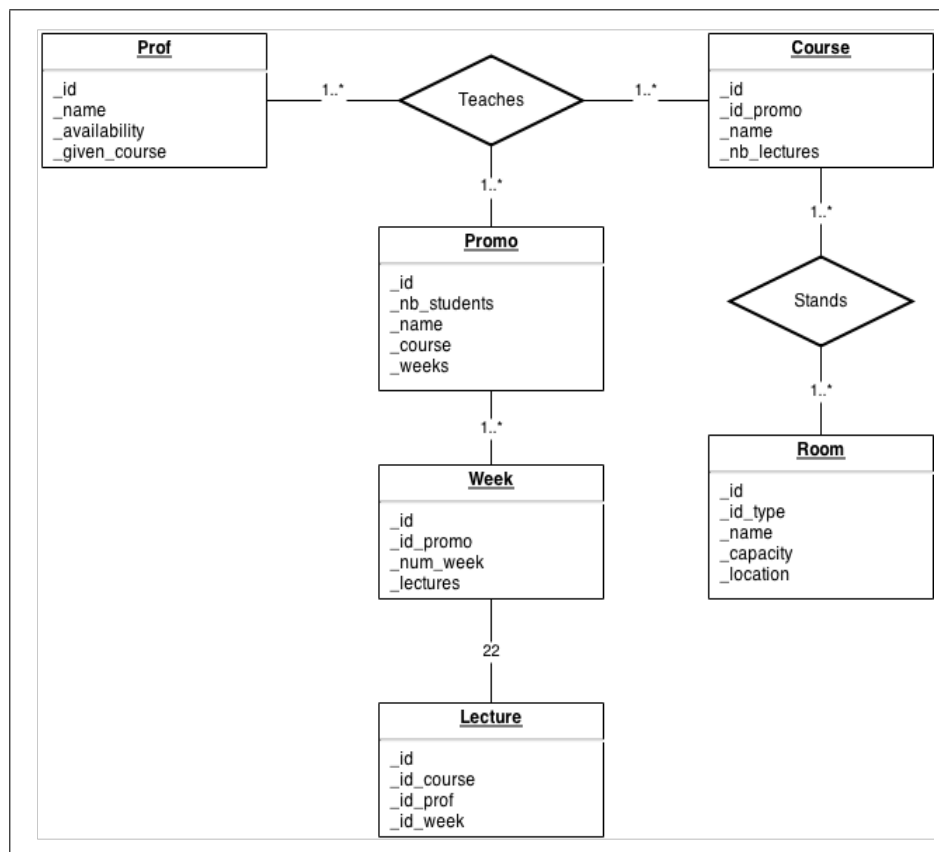 Prof
_id
_name
_availability
_given_course
1..*
Teaches
1..*
Course
_id
_id_promo
_name
_nb_lectures
1..*
Promo
_id
_nb_students
_name
_course
_weeks
1..*
Stands
1..*
1..*
Week
_id
_id_promo
_num_week
_lectures
Room
_id
_id_type
_name
_capacity
_location
22
Lecture
_id
_id_course
_id_prof
_id_week